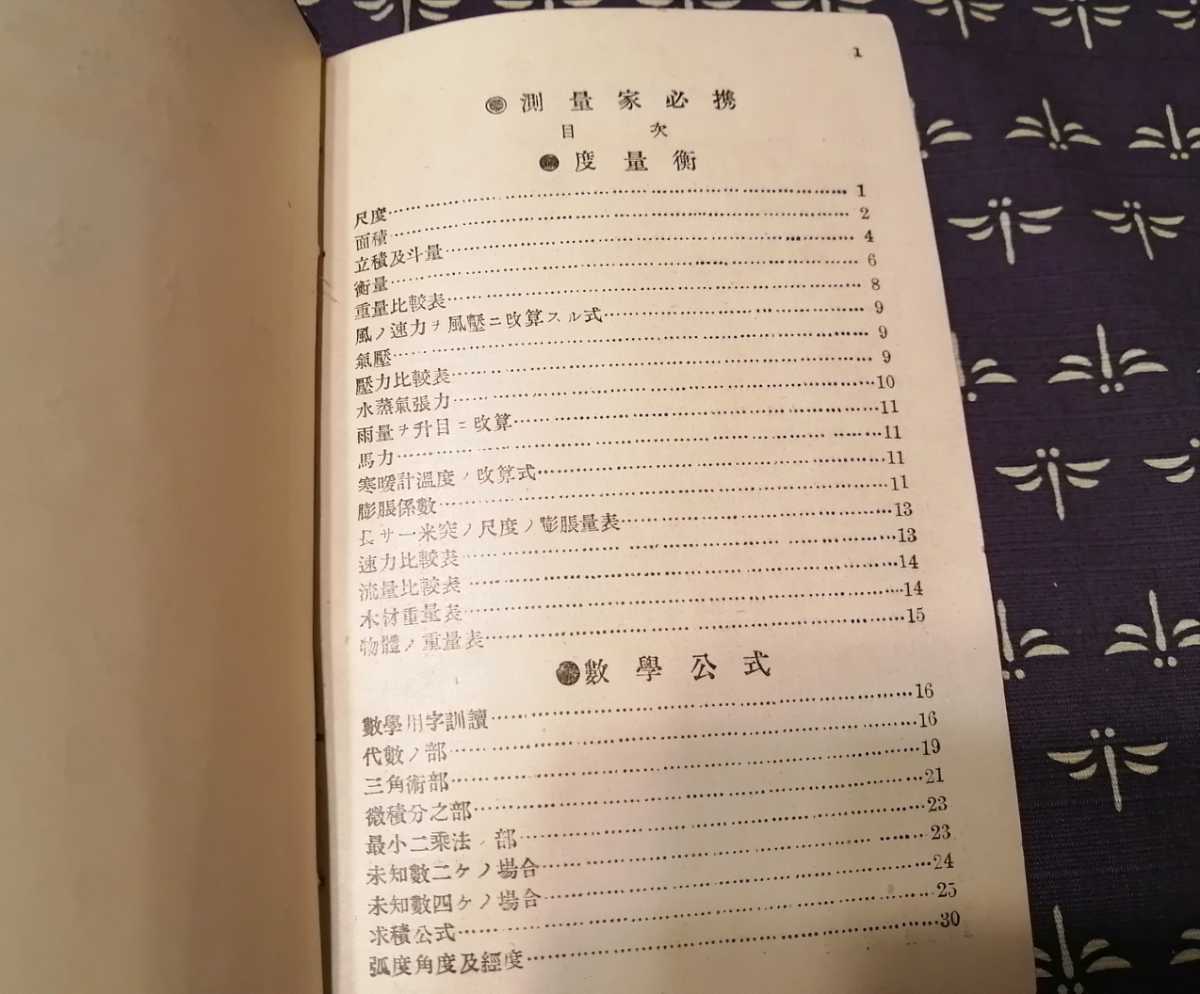 1
測量家必携
目次
度量衡
尺度……1
面積……2
立積及斗量……4
衡量……6
重量比較表……8
風ノ速力ヲ風壓ニ改算スル式……9
氣壓……9
壓力比較表……9
水蒸氣張力……10
雨量ヲ升目ニ改算……11
馬力……11
寒暖計溫度ノ改算式……11
膨脹係數……11
長サ一米突ノ尺度ノ膨脹量表……13
速力比較表……13
流量比較表……14
木材重量表……14
物體ノ重量表……15
數學公式
數學用字訓讀……16
代數ノ部……16
三角術部……19
微積分之部……21
最小二乘法ノ部……23
未知數二ケノ場合……23
未知數四ケノ場合……24
求積公式……25
弧度角度及經度……30